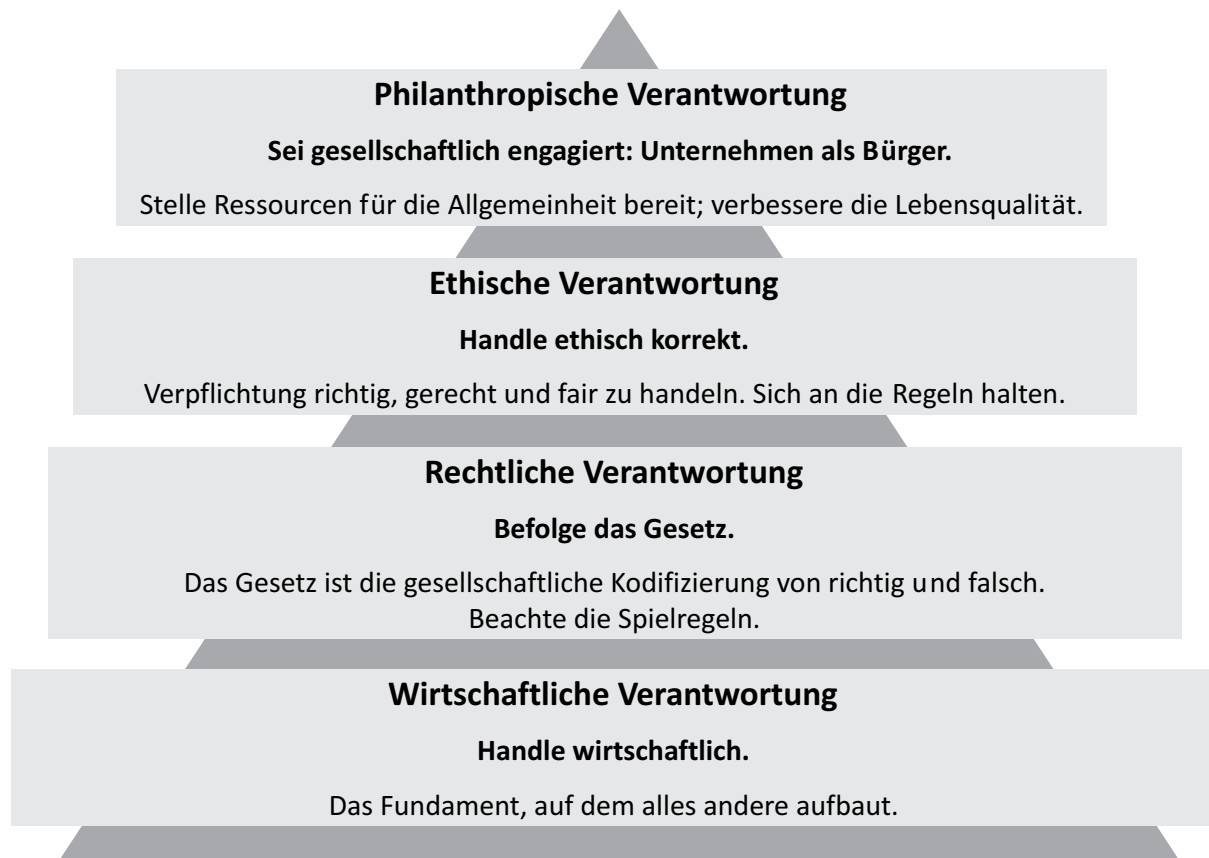 Philanthropische Verantwortung
Sei gesellschaftlich engagiert: Unternehmen als Bürger.
Stelle Ressourcen für die Allgemeinheit bereit; verbessere die Lebensqualität.
Ethische Verantwortung
Handle ethisch korrekt.
Verpflichtung richtig, gerecht und fair zu handeln. Sich an die Regeln halten.
Rechtliche Verantwortung
Befolge das Gesetz.
Das Gesetz ist die gesellschaftliche Kodifizierung von richtig und falsch.
Beachte die Spielregeln.
Wirtschaftliche Verantwortung
Handle wirtschaftlich.
Das Fundament, auf dem alles andere aufbaut.